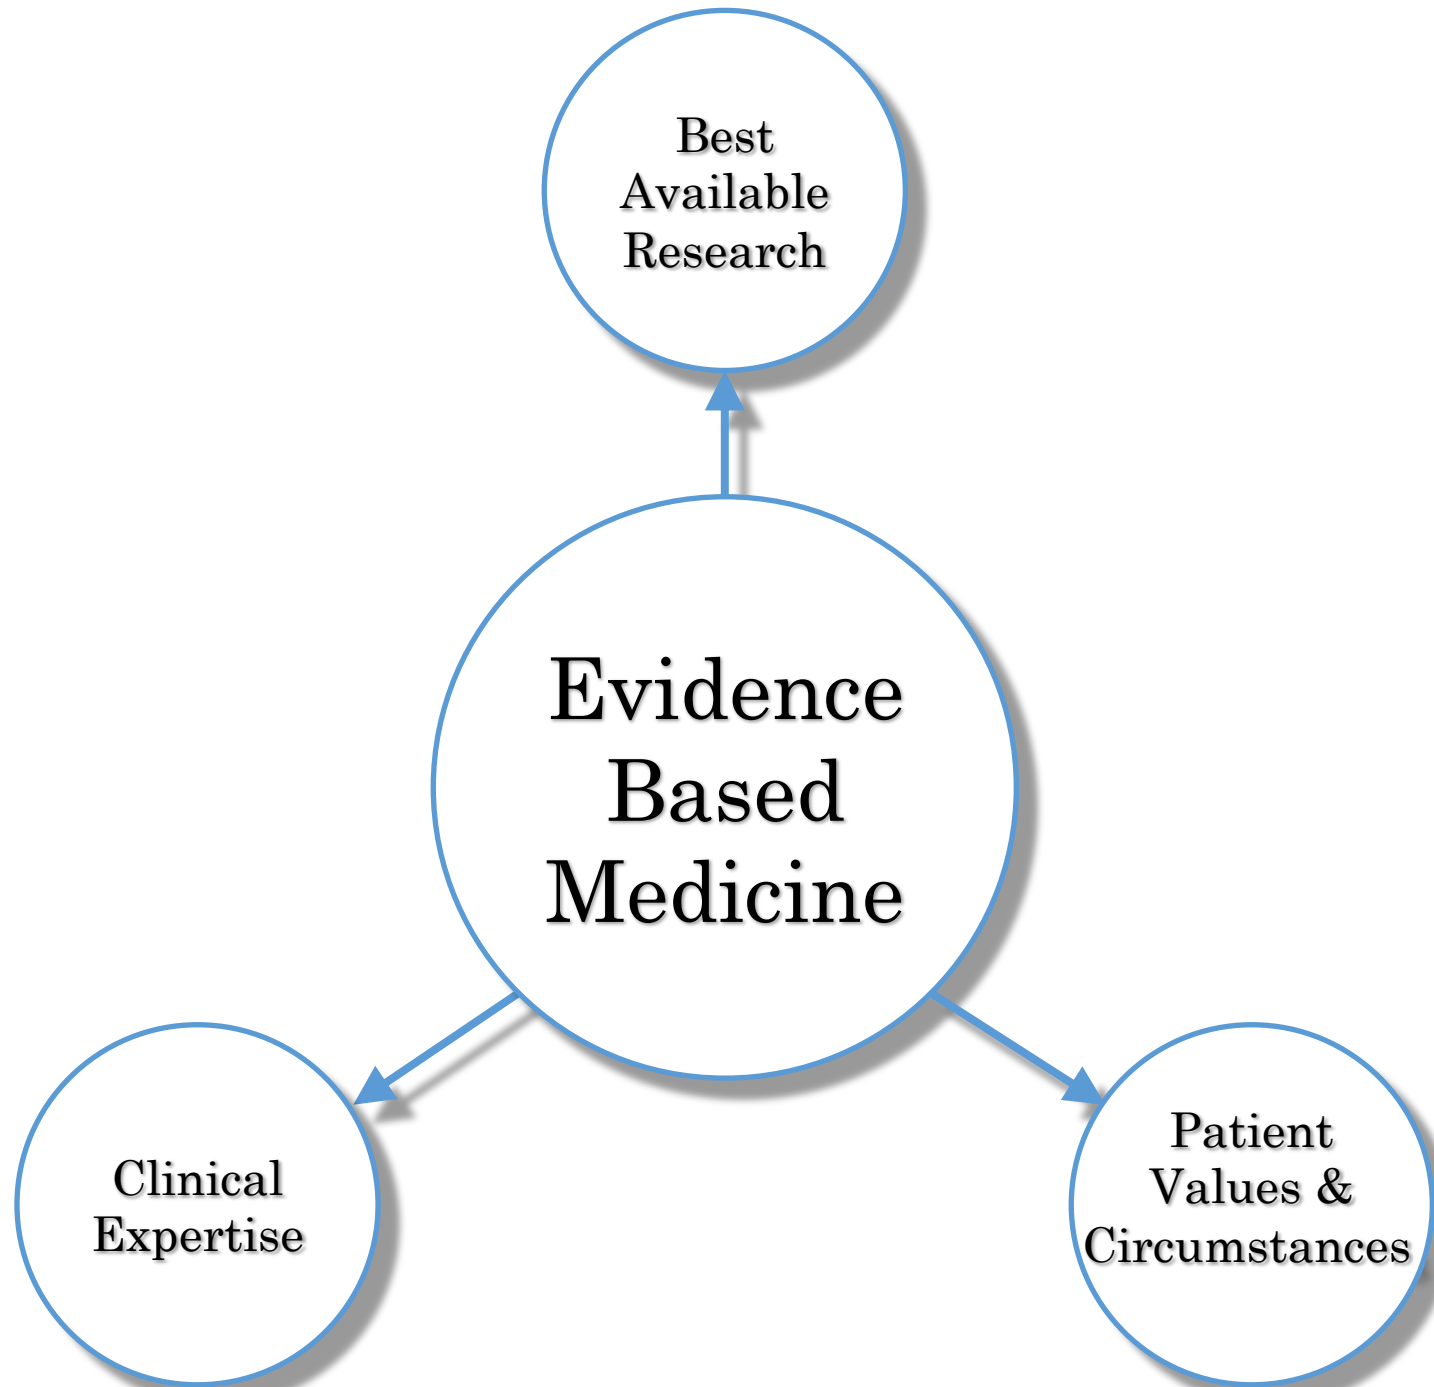 Best
Available
Research
Evidence
Based
Medicine
Clinical
Expertise
Patient
Values &
Circumstances